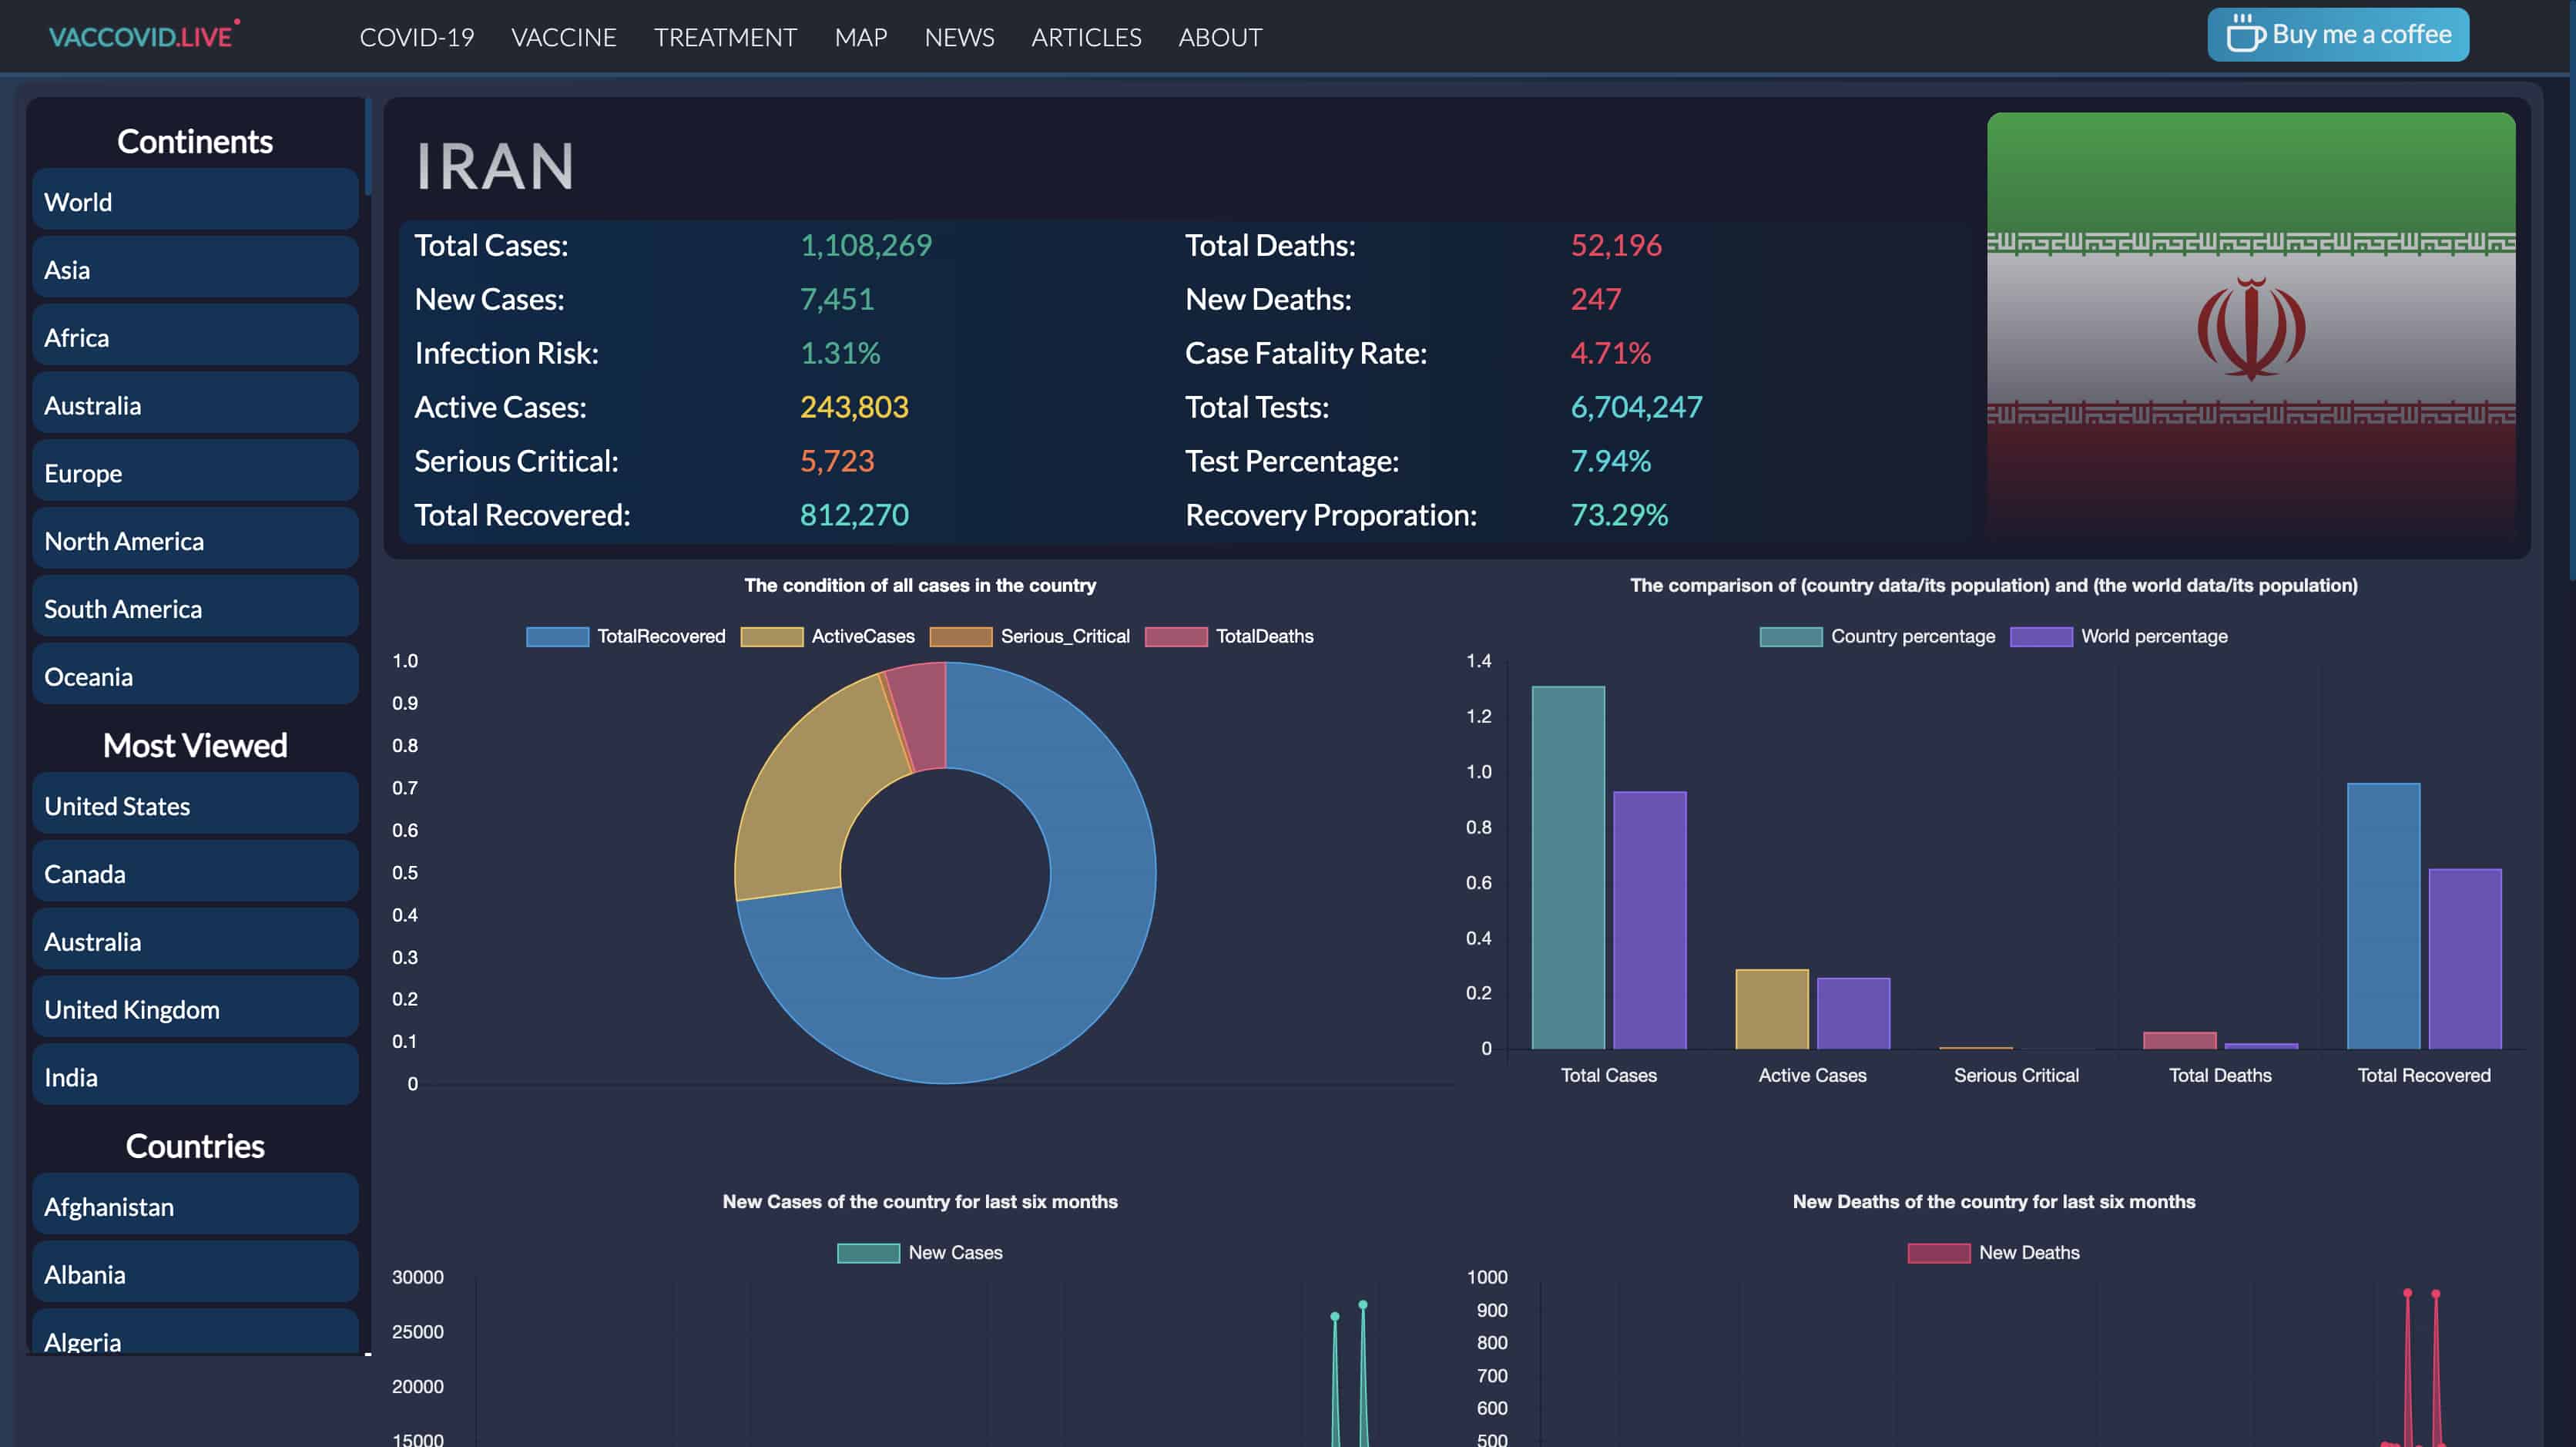 VACCOVID.LIVE
COVID-19 VACCINE TREATMENT MAP NEWS ARTICLES ABOUT
Buy me a coffee
Continents
World
Asia
Africa
Australia
Europe
North America
South America
Oceania
Most Viewed
United States
Canada
Australia
United Kingdom
India
Countries
Afghanistan
Albania
Algeria
IRAN
Total Cases: 1,108,269 Total Deaths: 52,196
New Cases: 7,451 New Deaths: 247
Infection Risk: 1.31% Case Fatality Rate: 4.71%
Active Cases: 243,803 Total Tests: 6,704,247
Serious Critical: 5,723 Test Percentage: 7.94%
Total Recovered: 812,270 Recovery Proporation: 73.29%
The condition of all cases in the country
TotalRecovered ActiveCases Serious_Critical TotalDeaths
1.0
0.9
0.8
0.7
0.6
0.5
0.4
0.3
0.2
0.1
0
The comparison of (country data/its population) and (the world data/its population)
Country percentage World percentage
1.4
1.2
1.0
0.8
0.6
0.4
0.2
0
Total Cases Active Cases Serious Critical Total Deaths Total Recovered
New Cases of the country for last six months
New Cases
30000
25000
20000
15000
New Deaths of the country for last six months
New Deaths
1000
900
800
700
600
500